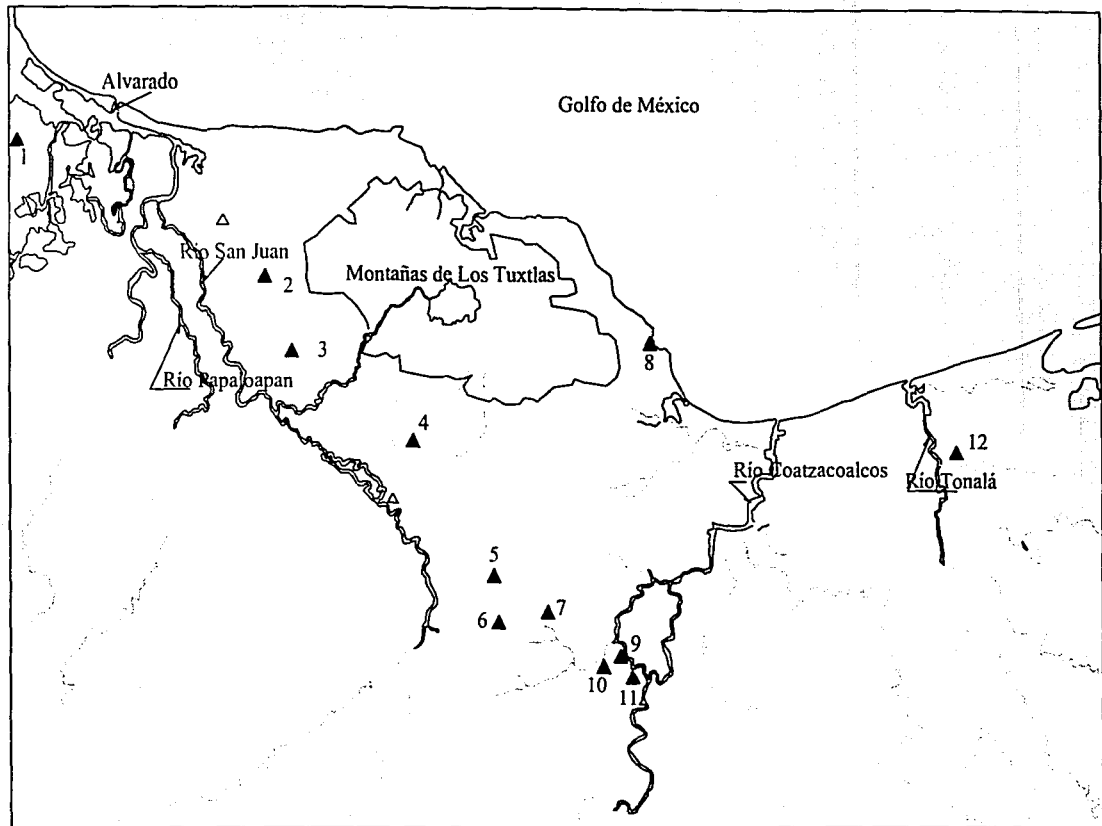 Alvarado
Golfo de México
1
Río San Juan
2
Montañas de Los Tuxtlas
3
8
Río Papaloapan
4
12
Río Coatzacoalcos
Río Tonalá
5
6
7
9
10
11